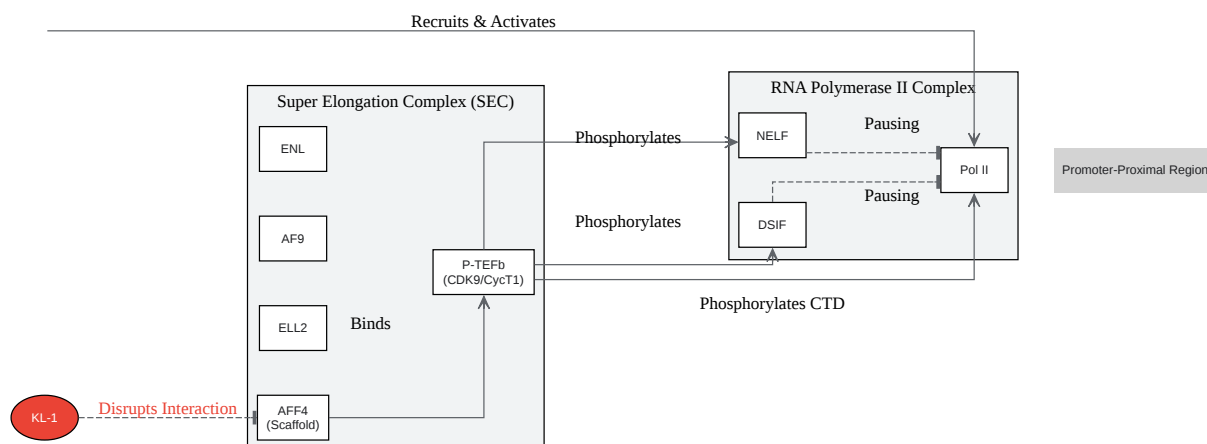 Recruits & Activates
Super Elongation Complex (SEC)
RNA Polymerase II Complex
ENL
Phosphorylates
NELF
Pausing
Pol II
Promoter-Proximal Region
Pausing
AF9
Phosphorylates
DSIF
P-TEFb
(CDK9/CycT1)
Phosphorylates CTD
ELL2
Binds
KL-1
Disrupts Interaction
AFF4
(Scaffold)